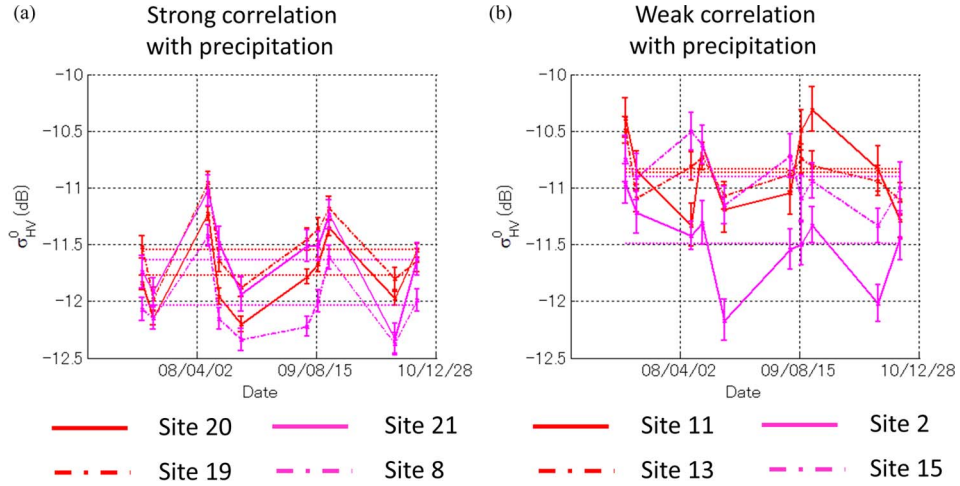 (a)
Strong correlation
with precipitation
-10
-10.5
-11
-11.5
-12
-12.5
σ⁰HV (dB)
08/04/02
09/08/15
10/12/28
Date
Site 20
Site 21
Site 19
Site 8
(b)
Weak correlation
with precipitation
-10
-10.5
-11
-11.5
-12
-12.5
σ⁰HV (dB)
08/04/02
09/08/15
10/12/28
Date
Site 11
Site 2
Site 13
Site 15